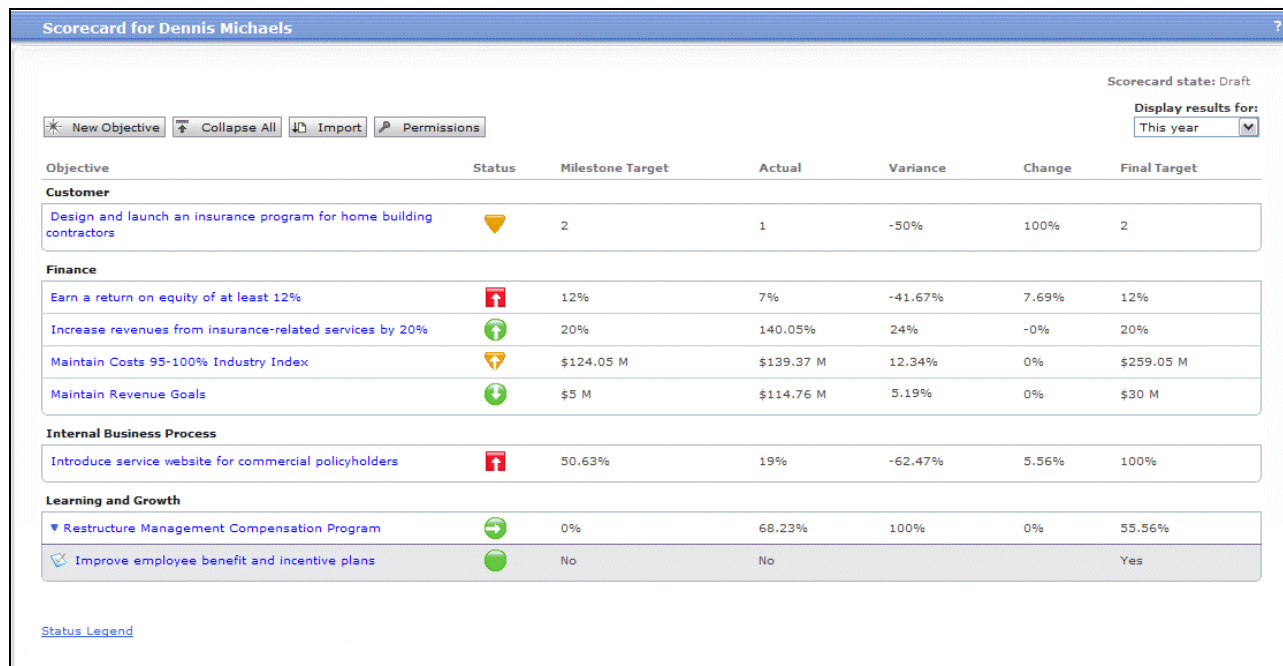 Scorecard for Dennis Michaels ?
Scorecard state: Draft
Display results for:
New Objective Collapse All Import Permissions This year
Objective Status Milestone Target Actual Variance Change Final Target
Customer
Design and launch an insurance program for home building
contractors 2 1 -50% 100% 2
Finance
Earn a return on equity of at least 12% 12% 7% -41.67% 7.69% 12%
Increase revenues from insurance-related services by 20% 20% 140.05% 24% -0% 20%
Maintain Costs 95-100% Industry Index $124.05 M $139.37 M 12.34% 0% $259.05 M
Maintain Revenue Goals $5 M $114.76 M 5.19% 0% $30 M
Internal Business Process
Introduce service website for commercial policyholders 50.63% 19% -62.47% 5.56% 100%
Learning and Growth
Restructure Management Compensation Program 0% 68.23% 100% 0% 55.56%
Improve employee benefit and incentive plans No No Yes
Status Legend